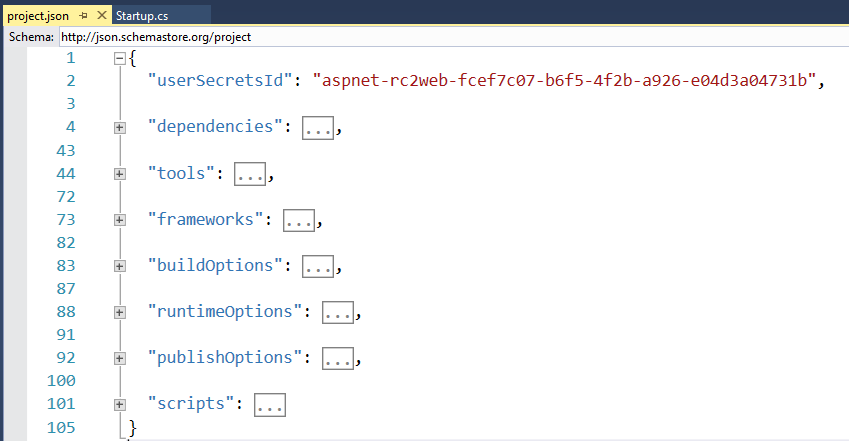 project.json Startup.cs
Schema: http://json.schemastore.org/project
1 {
2 "userSecretsId": "aspnet-rc2web-fcef7c07-b6f5-4f2b-a926-e04d3a04731b",
3
4 "dependencies": ...,
43
44 "tools": ...,
72
73 "frameworks": ...,
82
83 "buildOptions": ...,
87
88 "runtimeOptions": ...,
91
92 "publishOptions": ...,
100
101 "scripts": ...
105 }